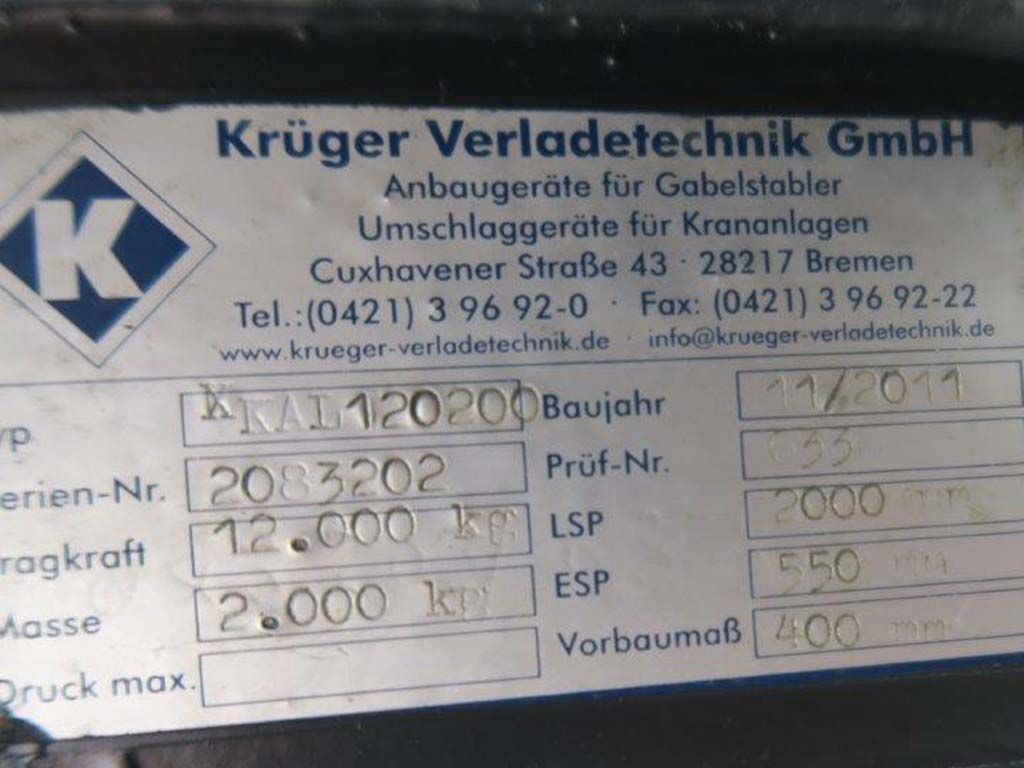 K
Krüger Verladetechnik GmbH
Anbaugeräte für Gabelstabler
Umschlaggeräte für Krananlagen
Cuxhavener Straße 43 · 28217 Bremen
Tel.:(0421) 3 96 92-0 · Fax: (0421) 3 96 92-22
www.krueger-verladetechnik.de · info@krueger-verladetechnik.de
yp KKAL120200 Baujahr 11/2011
erien-Nr. 2083202 Prüf-Nr.
ragkraft 12.000 kg LSP 2000 mm
Masse 2.000 kg ESP 550 mm
Druck max. Vorbaumaß 400 mm